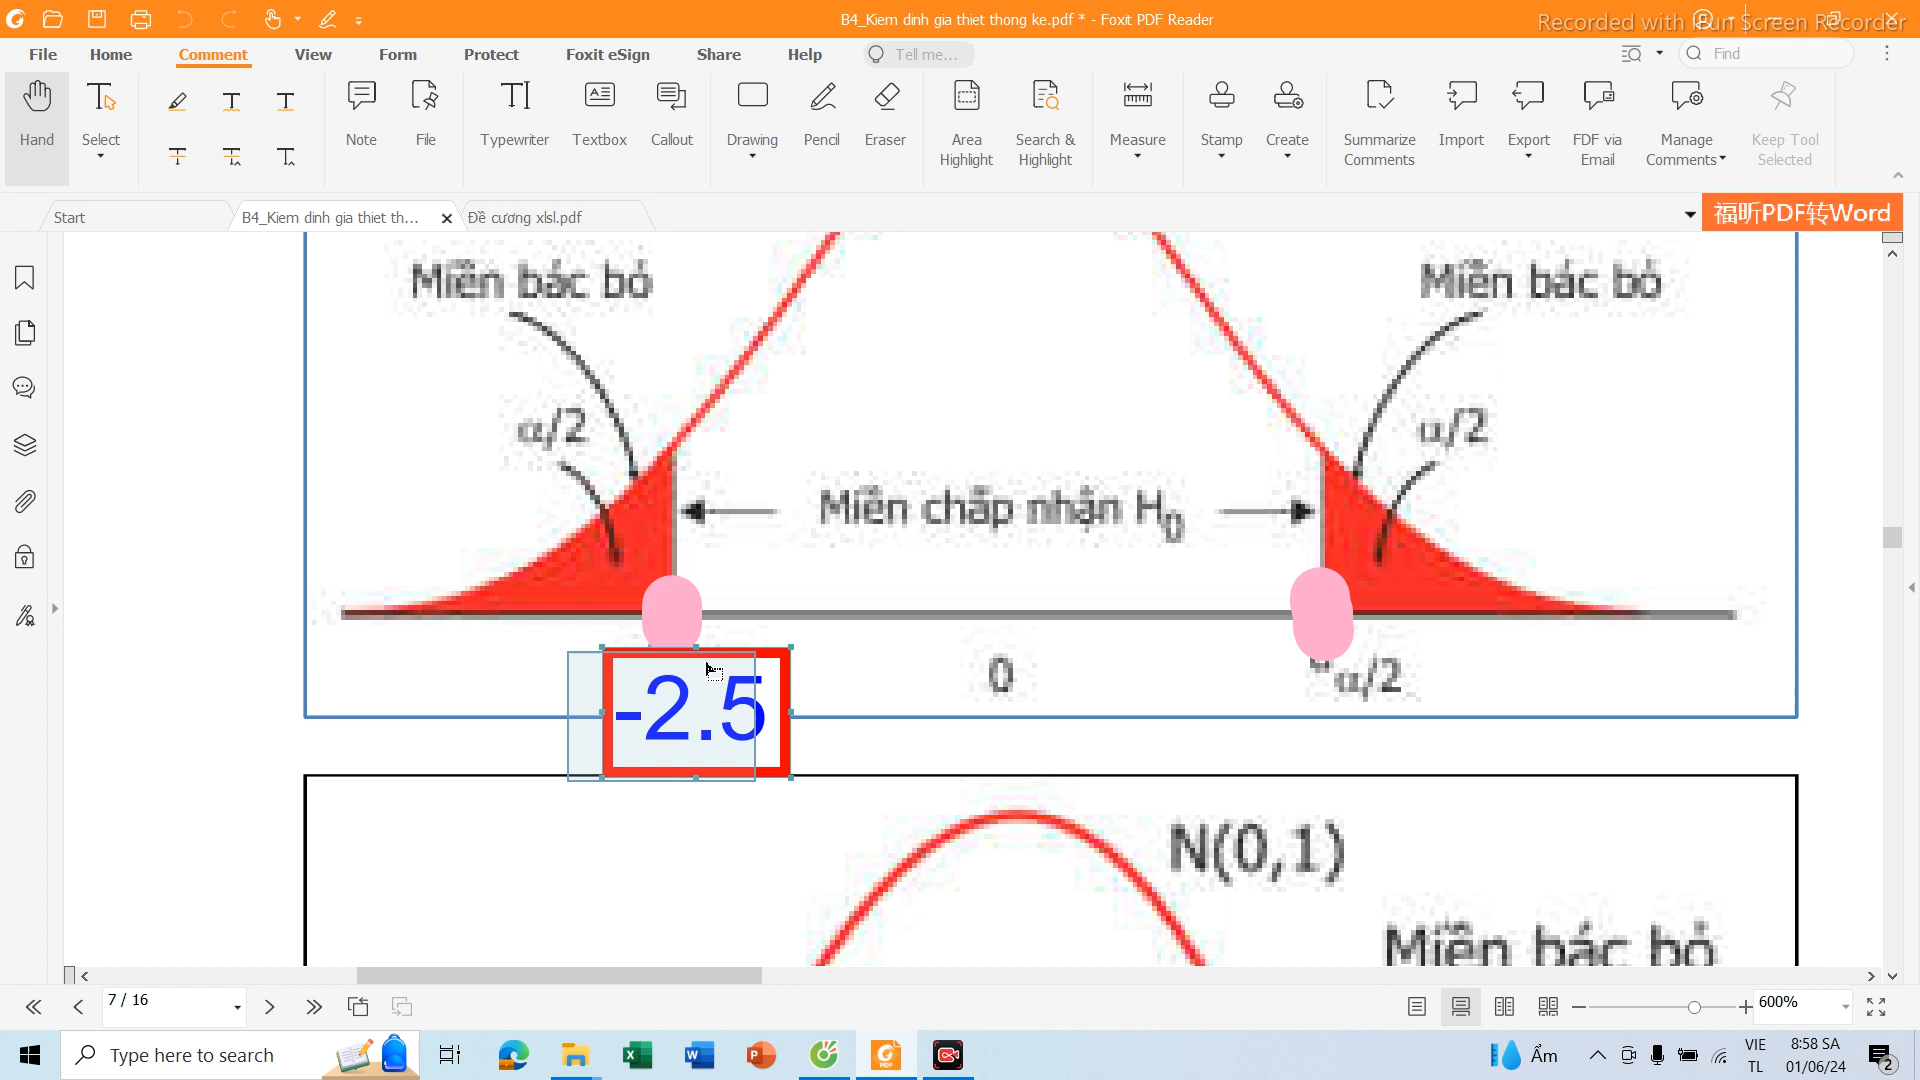 B4_Kiem dinh gia thiet thong ke.pdf * - Foxit PDF Reader
Recorded with iFun Screen Recorder
File Home Comment View Form Protect Foxit eSign Share Help Tell me... Find
Hand Select Note File Typewriter Textbox Callout Drawing Pencil Eraser Area Highlight Search & Highlight Measure Stamp Create Summarize Comments Import Export FDF via Email Manage Comments Keep Tool Selected
Start B4_Kiem dinh gia thiet th... Đề cương xlsl.pdf 福昕PDF转Word
Miền bác bỏ Miền bác bỏ
α/2 α/2
Miền chấp nhận H0
0 α/2
-2.5
N(0,1)
Miền bác bỏ
7 / 16 600%
Type here to search Ẩm VIE 8:58 SA
TL 01/06/24 2